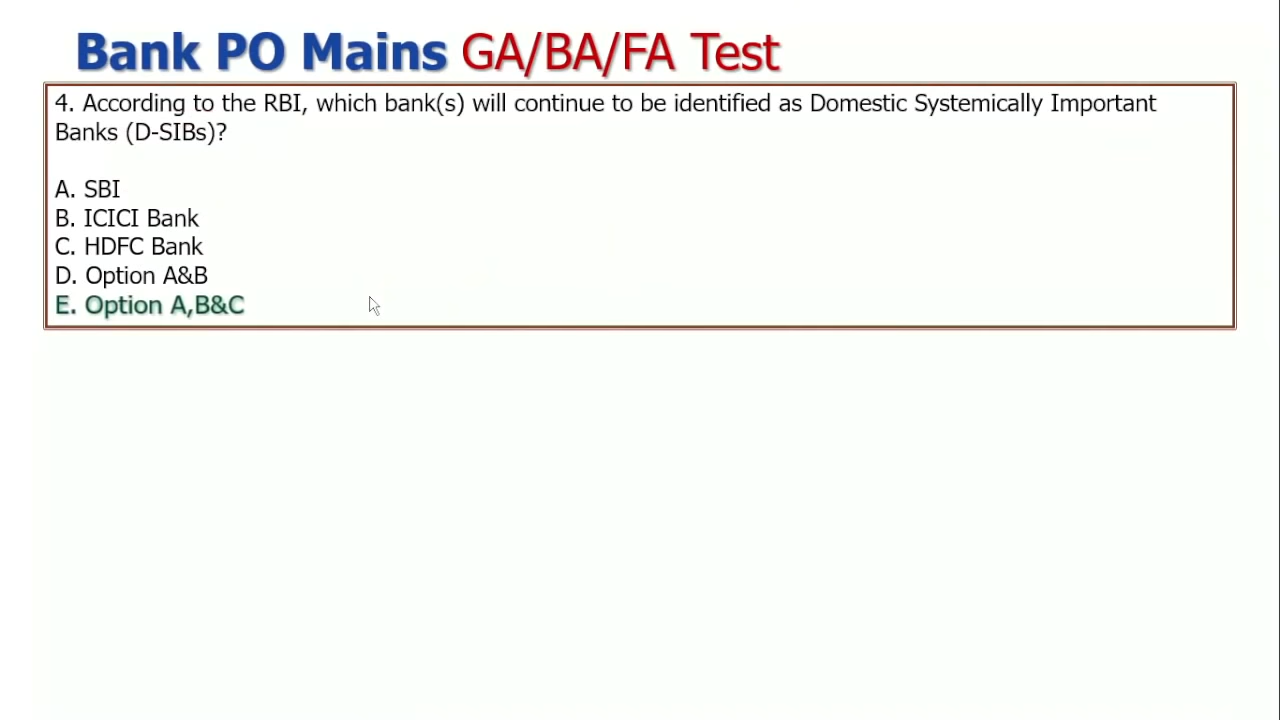 Bank PO Mains GA/BA/FA Test
4. According to the RBI, which bank(s) will continue to be identified as Domestic Systemically Important
Banks (D-SIBs)?
A. SBI
B. ICICI Bank
C. HDFC Bank
D. Option A&B
E. Option A,B&C